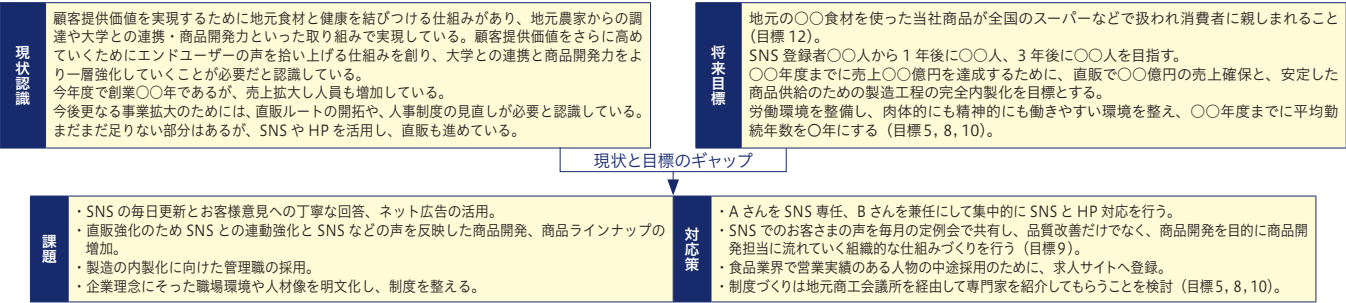 現状認識
顧客提供価値を実現するために地元食材と健康を結びつける仕組みがあり、地元農家からの調
達や大学との連携・商品開発力といった取り組みで実現している。顧客提供価値をさらに高め
ていくためにエンドユーザーの声を拾い上げる仕組みを創り、大学との連携と商品開発力をよ
り一層強化していくことが必要だと認識している。
今年度で創業〇〇年であるが、売上拡大し人員も増加している。
今後更なる事業拡大のためには、直販ルートの開拓や、人事制度の見直しが必要と認識している。
まだまだ足りない部分はあるが、SNS や HP を活用し、直販も進めている。
将来目標
地元の〇〇食材を使った当社商品が全国のスーパーなどで扱われ消費者に親しまれること
(目標 12)。
SNS 登録者〇〇人から 1 年後に〇〇人、3 年後に〇〇人を目指す。
〇〇年度までに売上〇〇億円を達成するために、直販で〇〇億円の売上確保と、安定した
商品供給のための製造工程の完全内製化を目標とする。
労働環境を整備し、肉体的にも精神的にも働きやすい環境を整え、〇〇年度までに平均勤
続年数を〇年にする（目標 5, 8, 10）。
現状と目標のギャップ
課題
・SNS の毎日更新とお客様意見への丁寧な回答、ネット広告の活用。
・直販強化のため SNS との連動強化と SNS などの声を反映した商品開発、商品ラインナップの
増加。
・製造の内製化に向けた管理職の採用。
・企業理念にそった職場環境や人材像を明文化し、制度を整える。
対応策
・A さんを SNS 専任、B さんを兼任にして集中的に SNS と HP 対応を行う。
・SNS でのお客さまの声を毎月の定例会で共有し、品質改善だけでなく、商品開発を目的に商品開
発担当に流れていく組織的な仕組みづくりを行う（目標 9）。
・食品業界で営業実績のある人物の中途採用のために、求人サイトへ登録。
・制度づくりは地元商工会議所を経由して専門家を紹介してもらうことを検討（目標 5, 8, 10）。